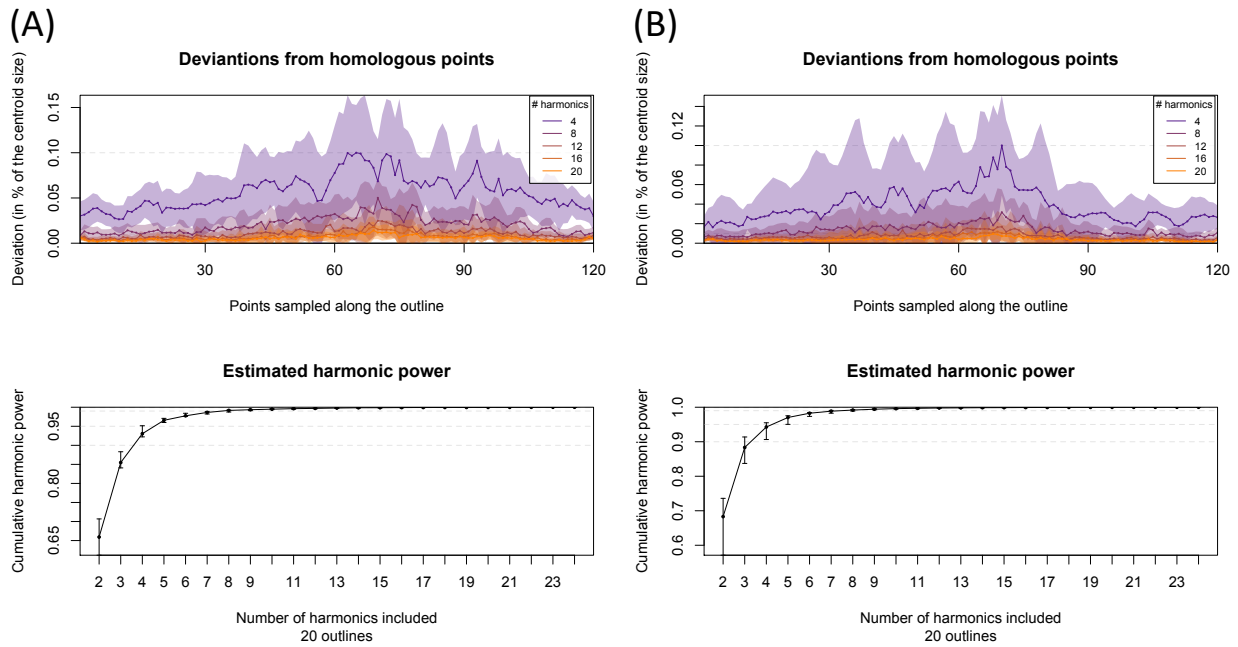 (A)
Deviantions from homologous points
Deviation (in % of the centroid size)
0.15
0.10
0.05
0.00
# harmonics
4
8
12
16
20
30 60 90 120
Points sampled along the outline
Estimated harmonic power
Cumulative harmonic power
0.95
0.80
0.65
2 3 4 5 6 7 8 9 11 13 15 17 19 21 23
Number of harmonics included
20 outlines
(B)
Deviantions from homologous points
Deviation (in % of the centroid size)
0.12
0.06
0.00
# harmonics
4
8
12
16
20
30 60 90 120
Points sampled along the outline
Estimated harmonic power
Cumulative harmonic power
1.0
0.9
0.8
0.7
0.6
2 3 4 5 6 7 8 9 11 13 15 17 19 21 23
Number of harmonics included
20 outlines